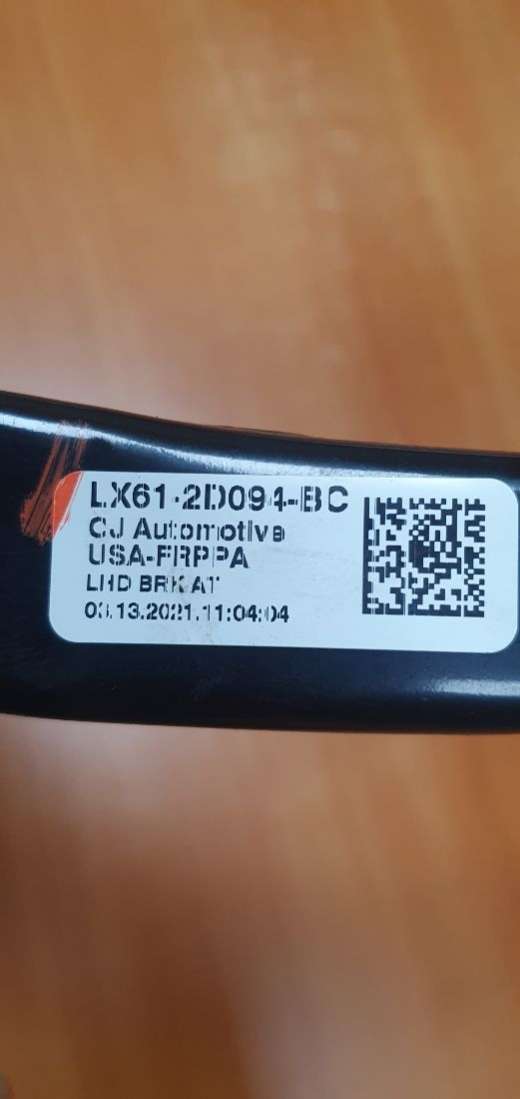 LX61-2D094-BC
CJ Automotive
USA-FRPPA
LHD BRK AT
03.13.2021.11:04:04